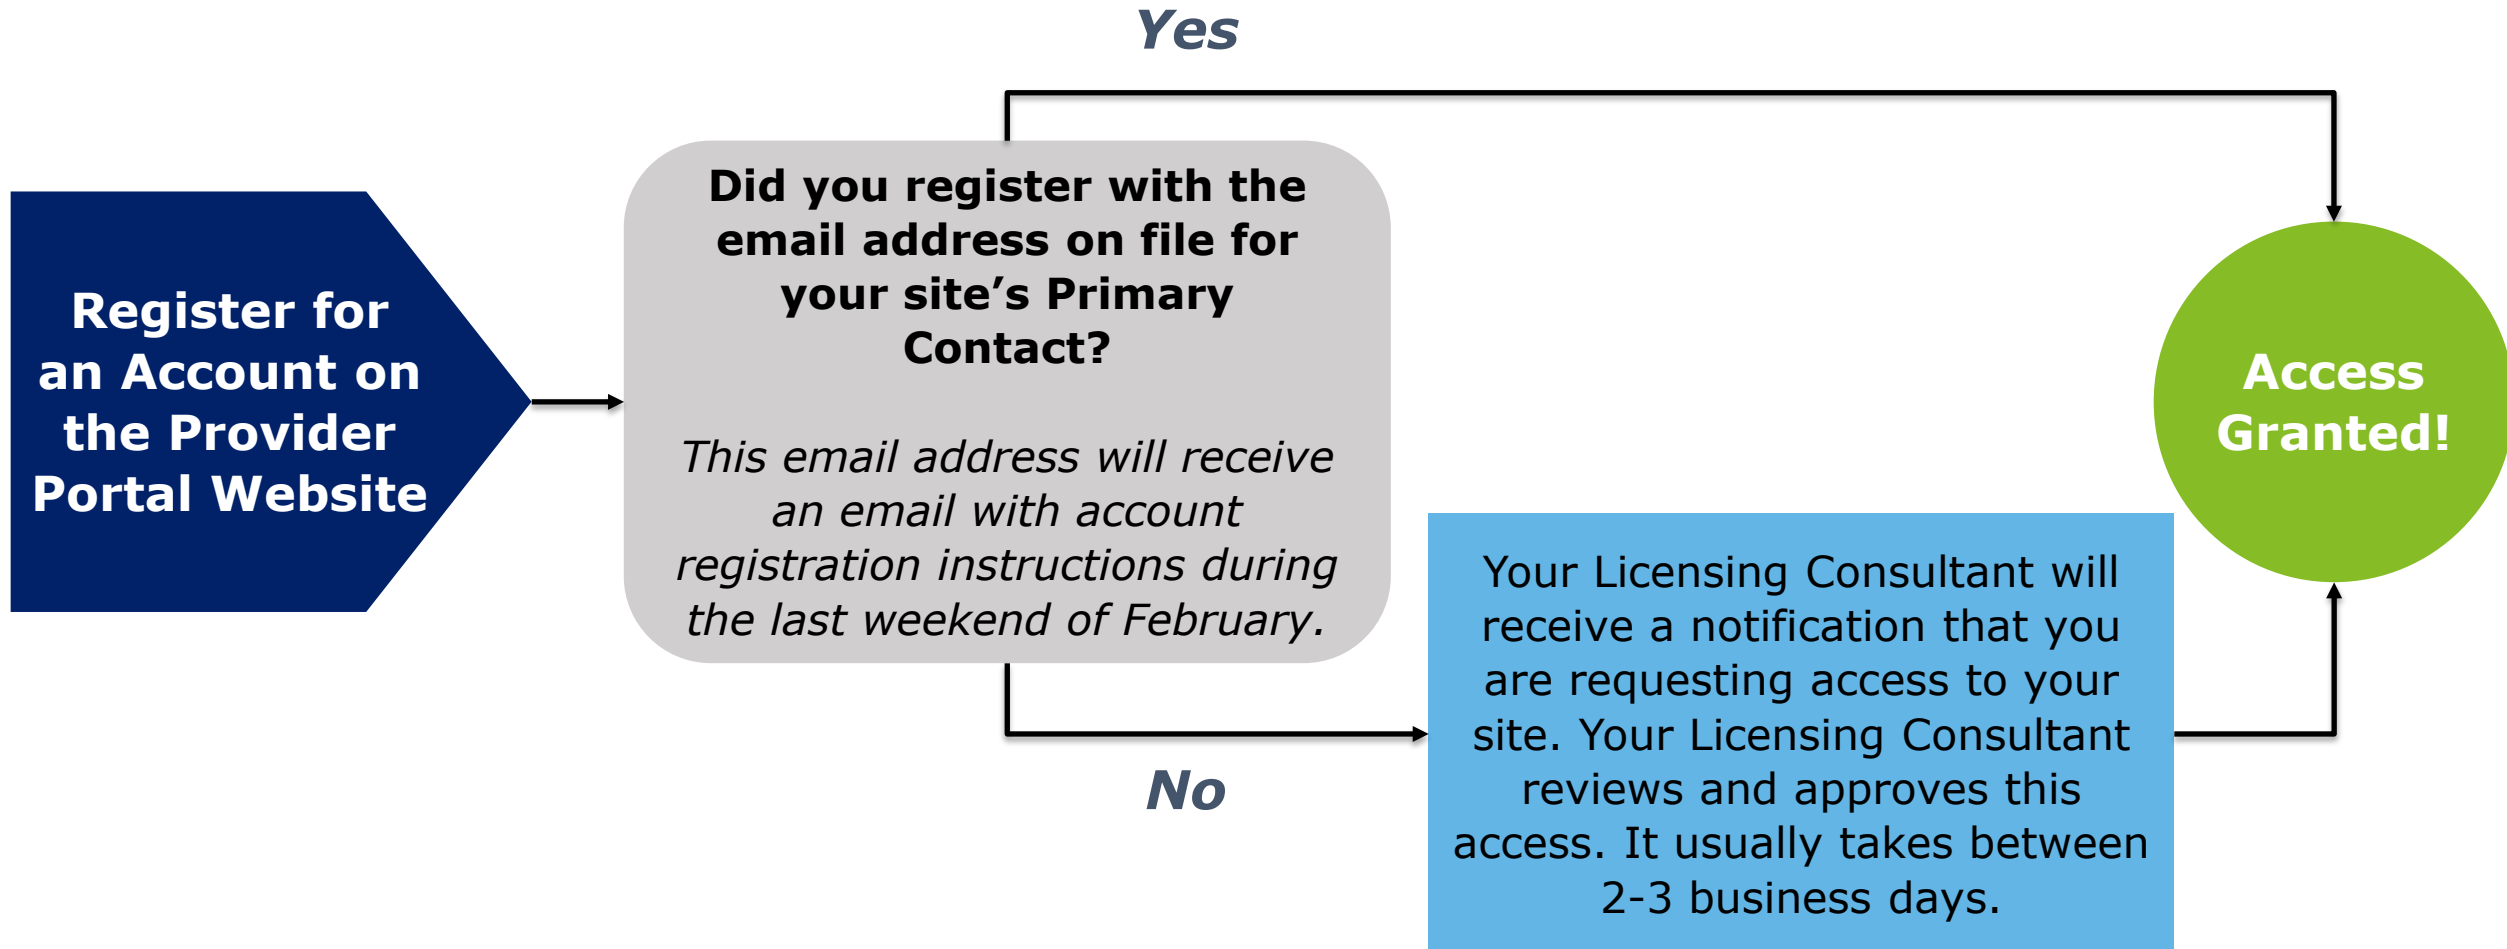 Yes
Register for
an Account on
the Provider
Portal Website
Did you register with the
email address on file for
your site’s Primary
Contact?
This email address will receive
an email with account
registration instructions during
the last weekend of February.
Access
Granted!
No
Your Licensing Consultant will
receive a notification that you
are requesting access to your
site. Your Licensing Consultant
reviews and approves this
access. It usually takes between
2-3 business days.